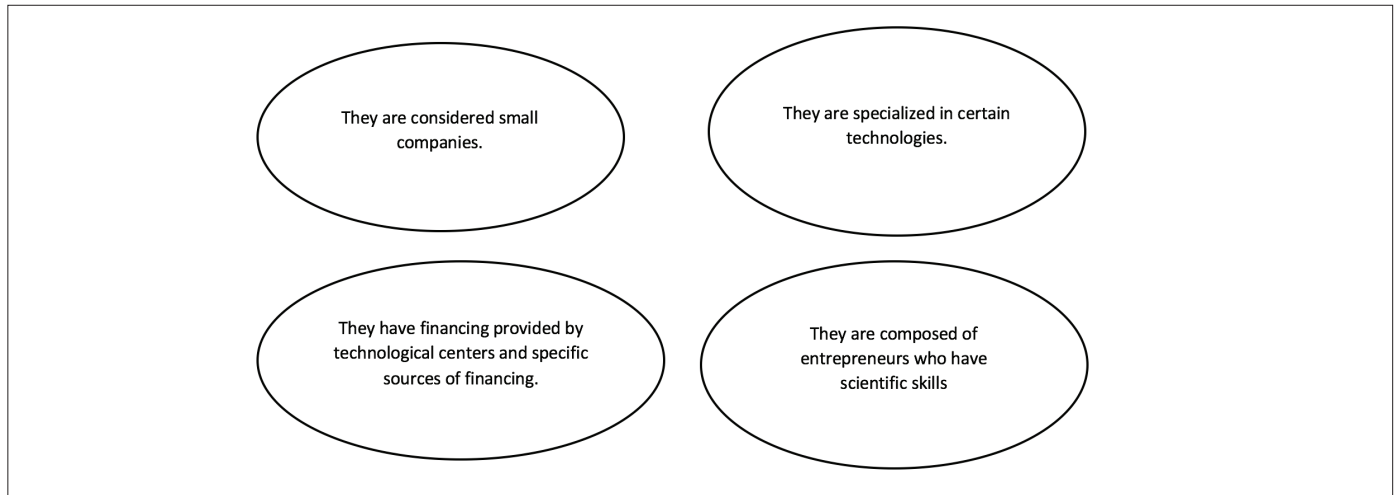 They are considered small
companies.
They are specialized in certain
technologies.
They have financing provided by
technological centers and specific
sources of financing.
They are composed of
entrepreneurs who have
scientific skills